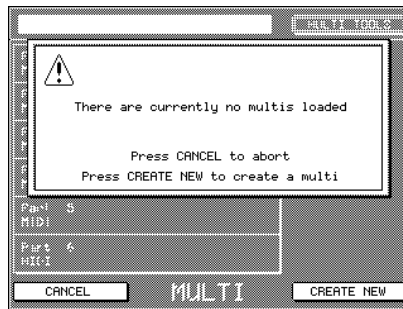 MULTI TOOLS
There are currently no multis loaded
Press CANCEL to abort
Press CREATE NEW to create a multi
Part 5
MIDI
Part 6
MIDI
CANCEL
MULTI
CREATE NEW